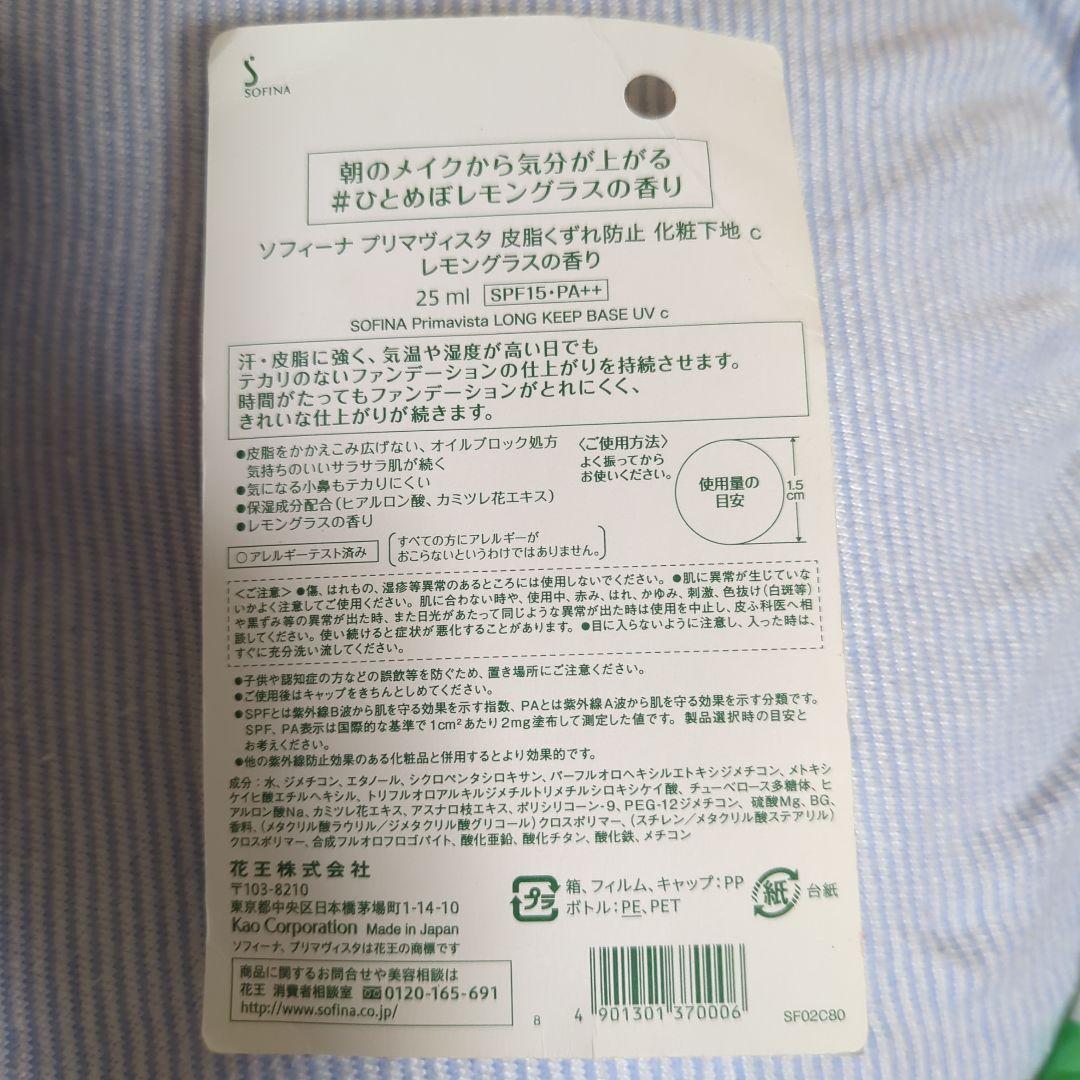 SOFINA
朝のメイクから気分が上がる
#ひとめぼレモングラスの香り
ソフィーナ プリマヴィスタ 皮脂くずれ防止 化粧下地 c
レモングラスの香り
25 ml SPF15・PA++
SOFINA Primavista LONG KEEP BASE UV c
汗・皮脂に強く、気温や湿度が高い日でも
テカリのないファンデーションの仕上がりを持続させます。
時間がたってもファンデーションがとれにくく、
きれいな仕上がりが続きます。
●皮脂をかかえこみ広げない、オイルブロック処方
気持ちのいいサラサラ肌が続く
●気になる小鼻もテカリにくい
●保湿成分配合(ヒアルロン酸、カミツレ花エキス)
●レモングラスの香り
〈ご使用方法〉
よく振ってから
お使いください。
使用量の
目安
1.5
cm
○アレルギーテスト済み
すべての方にアレルギーが
おこらないというわけではありません。
〈ご注意〉●傷、はれもの、湿疹等異常のあるところには使用しないでください。●肌に異常が生じていな
いかよく注意してご使用ください。肌に合わない時や、使用中、赤み、はれ、かゆみ、刺激、色抜け(白斑等)
や黒ずみ等の異常が出た時、また日光があたって同じような異常が出た時は使用を中止し、皮ふ科医へ相
談してください。使い続けると症状が悪化することがあります。●目に入らないように注意し、入った時は、
すぐに充分洗い流してください。
●子供や認知症の方などの誤飲等を防ぐため、置き場所にご注意ください。
●ご使用後はキャップをきちんとしめてください。
●SPFとは紫外線B波から肌を守る効果を示す指数、PAとは紫外線A波から肌を守る効果を示す分類です。
SPF、PA表示は国際的な基準で1cm²あたり2mg塗布して測定した値です。製品選択時の目安と
お考えください。
●他の紫外線防止効果のある化粧品と併用するとより効果的です。
成分:水、ジメチコン、エタノール、シクロペンタシロキサン、パーフルオロヘキシルエトキシジメチコン、メトキシ
ケイヒ酸エチルヘキシル、トリフルオロアルキルジメチルトリメチルシロキシケイ酸、チューベロース多糖体、ヒ
アルロン酸Na、カミツレ花エキス、アスナロ枝エキス、ポリシリコーン-9、PEG-12ジメチコン、硫酸Mg、BG、
香料、(メタクリル酸ラウリル/ジメタクリル酸グリコール)クロスポリマー、(スチレン/メタクリル酸ステアリル)
クロスポリマー、合成フルオロフロゴパイト、酸化亜鉛、酸化チタン、酸化鉄、メチコン
花王株式会社
〒103-8210
東京都中央区日本橋茅場町1-14-10
Kao Corporation Made in Japan
ソフィーナ、プリマヴィスタは花王の商標です
プラ
箱、フィルム、キャップ:PP
ボトル:PE、PET
紙
台紙
商品に関するお問合せや美容相談は
花王 消費者相談室 0120-165-691
http://www.sofina.co.jp/
8
4 901301 370006
SF02C80